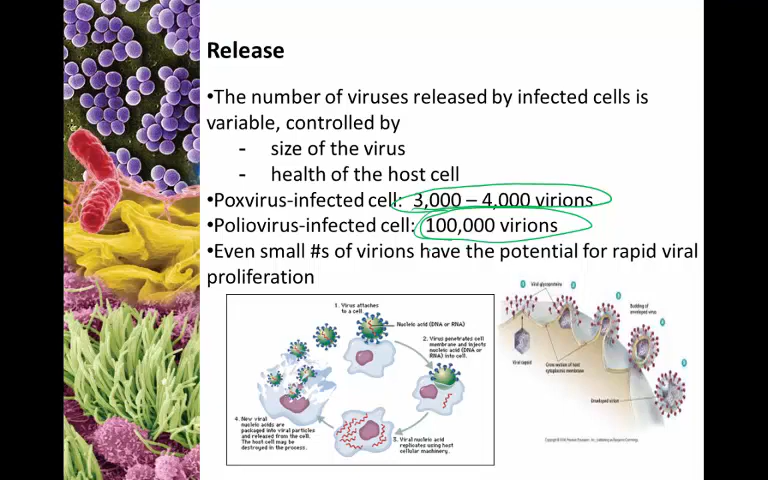 Release
•The number of viruses released by infected cells is
variable, controlled by
- size of the virus
- health of the host cell
•Poxvirus-infected cell: 3,000 – 4,000 virions
•Poliovirus-infected cell: 100,000 virions
•Even small #s of virions have the potential for rapid viral
proliferation
1. Virus attaches
to a cell.
Nucleic acid (DNA or RNA)
2. Virus penetrates cell
membrane and injects
nucleic acid (DNA or
RNA) into cell.
3. Viral nucleic acid
replicates using host
cellular machinery.
4. New viral
nucleic acids are
packaged into viral particles
and released from the cell.
The host cell may be
destroyed in the process.
1
Viral glycoproteins
2
3
Budding of
enveloped virus
4
Viral capsid
Cross section of host
cytoplasmic membrane
5
Enveloped virion